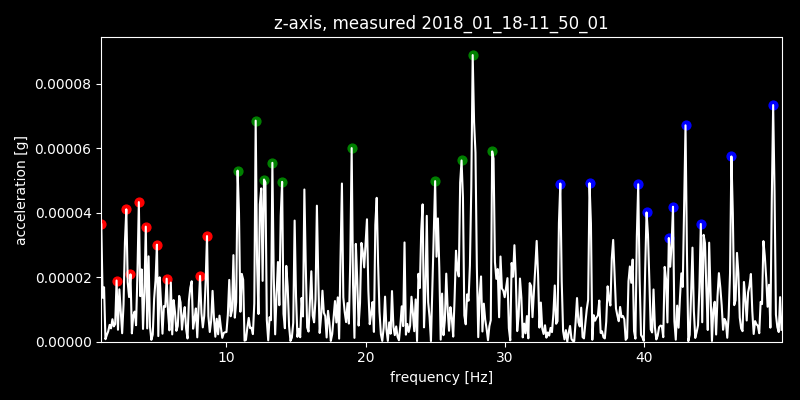 z-axis, measured 2018_01_18-11_50_01
acceleration [g]
0.00008
0.00006
0.00004
0.00002
0.00000
10 20 30 40
frequency [Hz]